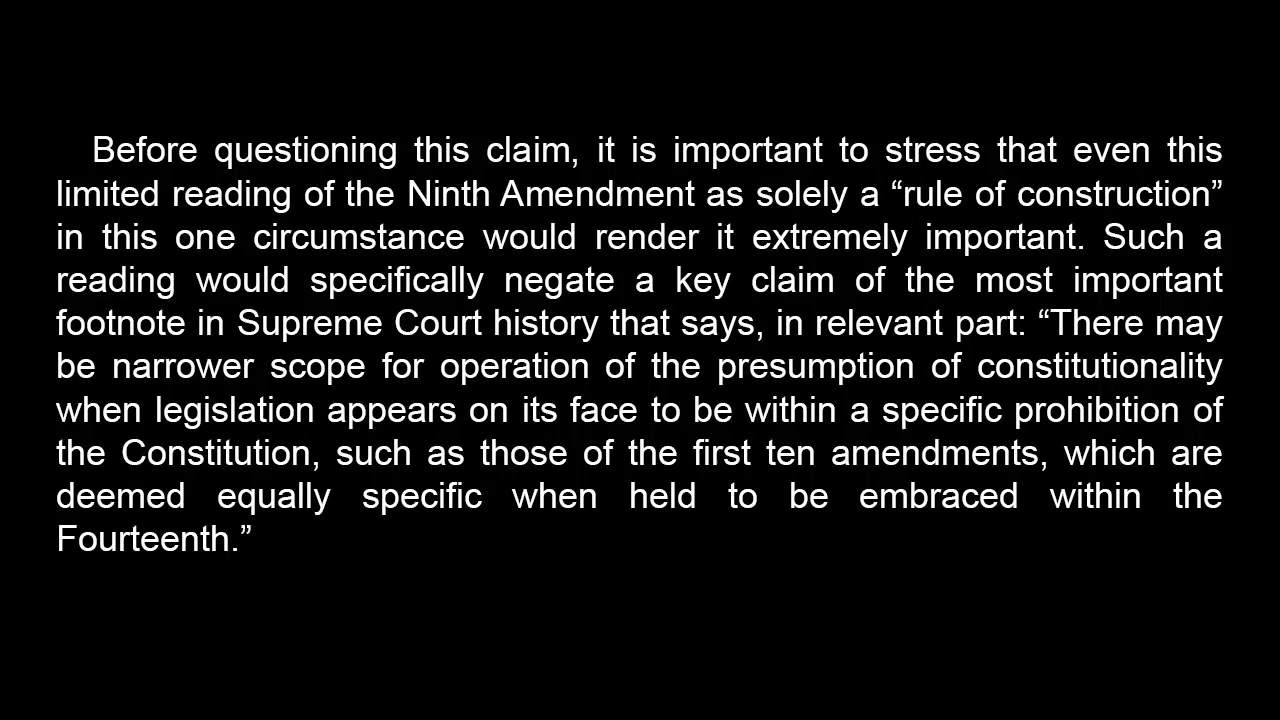 Before questioning this claim, it is important to stress that even this
limited reading of the Ninth Amendment as solely a “rule of construction”
in this one circumstance would render it extremely important. Such a
reading would specifically negate a key claim of the most important
footnote in Supreme Court history that says, in relevant part: “There may
be narrower scope for operation of the presumption of constitutionality
when legislation appears on its face to be within a specific prohibition of
the Constitution, such as those of the first ten amendments, which are
deemed equally specific when held to be embraced within the
Fourteenth.”